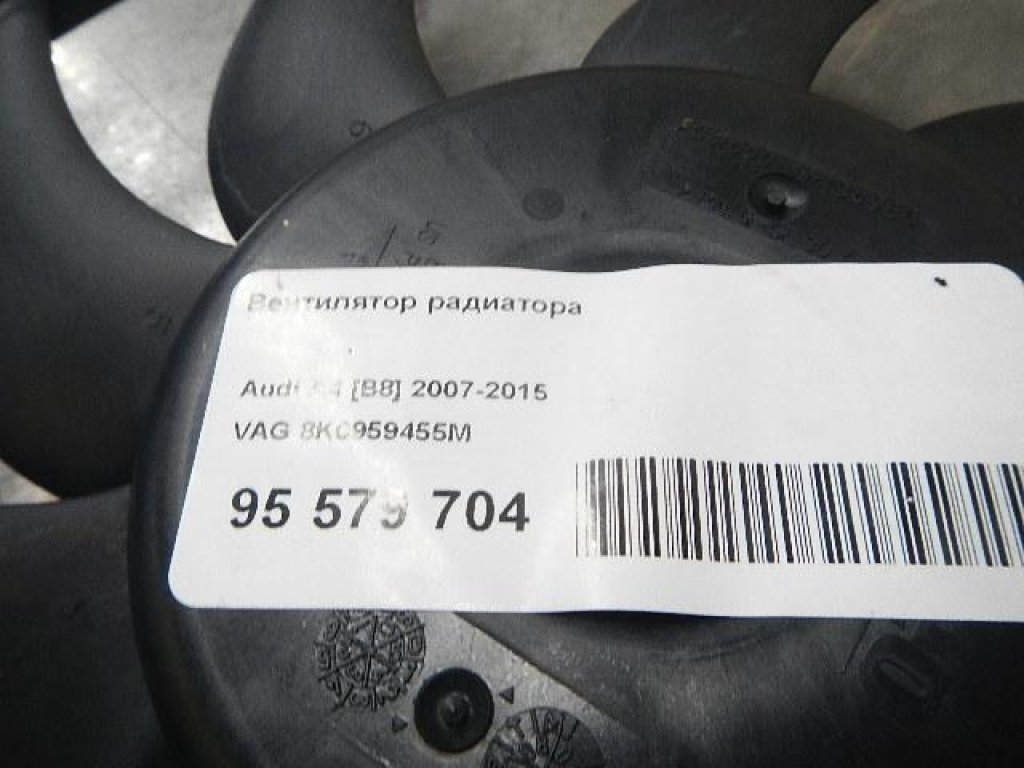 Вентилятор радиатора
Audi A4 [B8] 2007-2015
VAG 8K0959455M
95 579 704